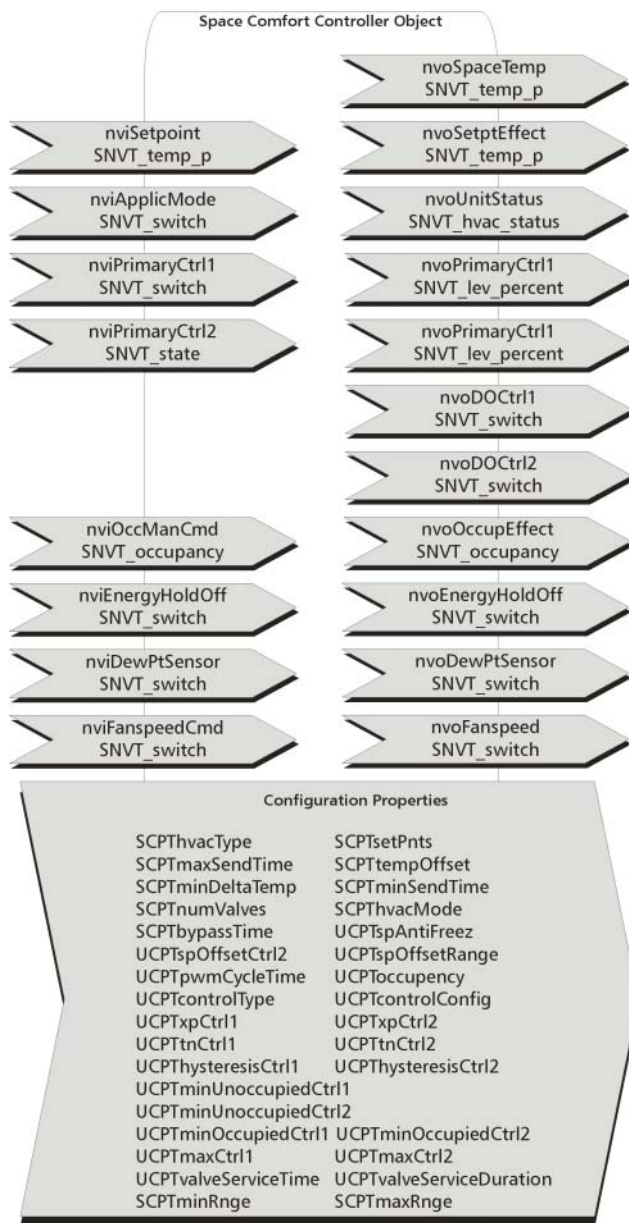 Space Comfort Controller Object
nvoSpaceTemp
SNVT_temp_p
nviSetpoint
SNVT_temp_p
nvoSetptEffect
SNVT_temp_p
nviApplicMode
SNVT_switch
nvoUnitStatus
SNVT_hvac_status
nviPrimaryCtrl1
SNVT_switch
nvoPrimaryCtrl1
SNVT_lev_percent
nviPrimaryCtrl2
SNVT_state
nvoPrimaryCtrl1
SNVT_lev_percent
nvoDOCtrl1
SNVT_switch
nvoDOCtrl2
SNVT_switch
nviOccManCmd
SNVT_occupancy
nvoOccupEffect
SNVT_occupancy
nviEnergyHoldOff
SNVT_switch
nvoEnergyHoldOff
SNVT_switch
nviDewPtSensor
SNVT_switch
nvoDewPtSensor
SNVT_switch
nviFanspeedCmd
SNVT_switch
nvoFanspeed
SNVT_switch
Configuration Properties
SCPThvacType SCPTsetPnts
SCPTmaxSendTime SCPTtempOffset
SCPTminDeltaTemp SCPTminSendTime
SCPTnumValves SCPThvacMode
SCPTbypassTime UCPTspAntiFreez
UCPTspOffsetCtrl2 UCPTspOffsetRange
UCPTpwmCycleTime UCPToccupency
UCPTcontrolType UCPTcontrolConfig
UCPTxpCtrl1 UCPTxpCtrl2
UCPTtnCtrl1 UCPTtnCtrl2
UCPThysteresisCtrl1 UCPThysteresisCtrl2
UCPTminUnoccupiedCtrl1
UCPTminUnoccupiedCtrl2
UCPTminOccupiedCtrl1 UCPTminOccupiedCtrl2
UCPTmaxCtrl1 UCPTmaxCtrl2
UCPTvalveServiceTime UCPTvalveServiceDuration
SCPTminRnge SCPTmaxRnge